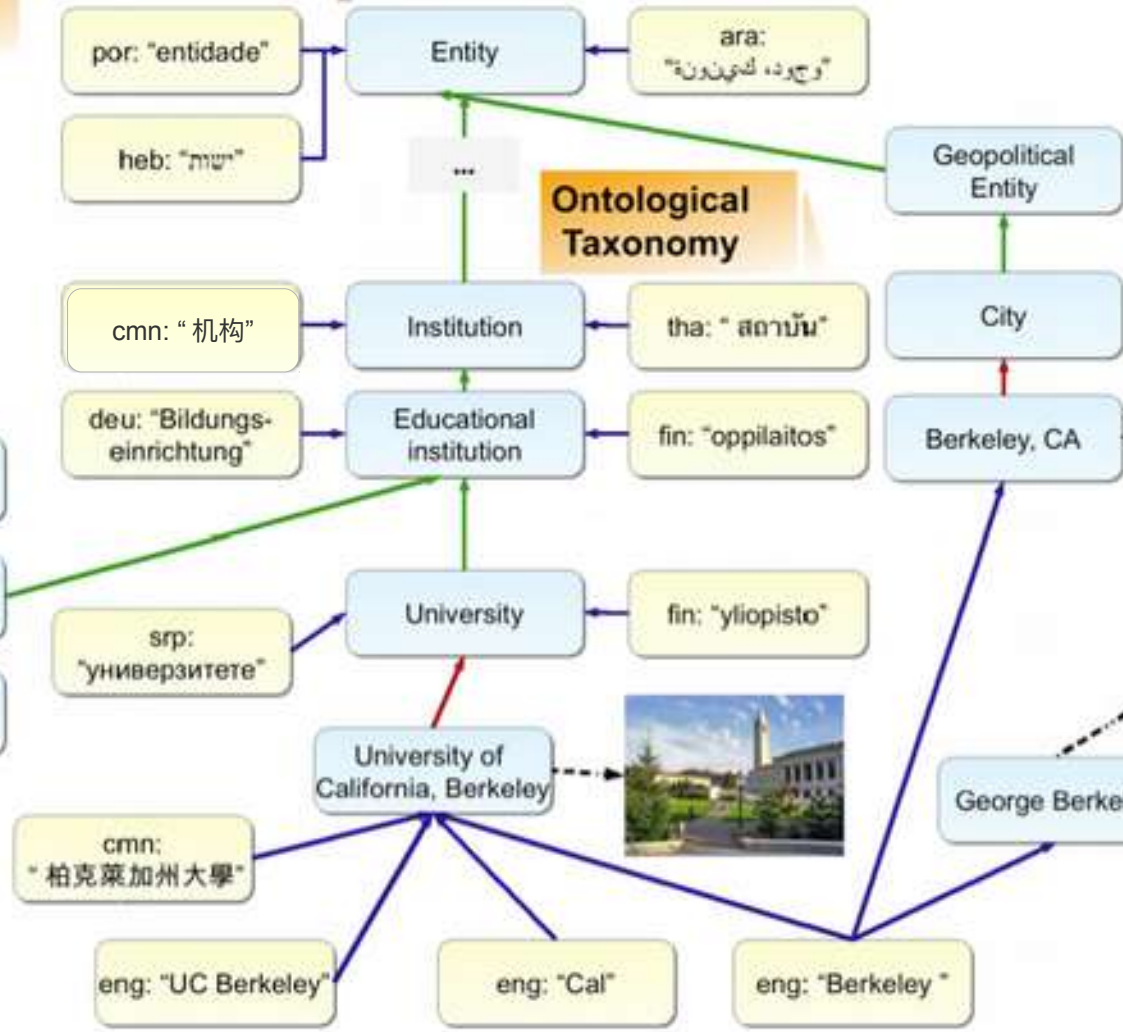 por: "entidade"
Entity
ara:
"وجود، كينونة"
heb: "ישות"
...
Geopolitical
Entity
Ontological
Taxonomy
cmn: " 机构"
Institution
tha: " สถาบัน"
City
deu: "Bildungs-
einrichtung"
Educational
institution
fin: "oppilaitos"
Berkeley, CA
srp:
"универзитете"
University
fin: "yliopisto"
University of
California, Berkeley
George Berke
cmn:
" 柏克萊加州大學"
eng: "UC Berkeley"
eng: "Cal"
eng: "Berkeley "